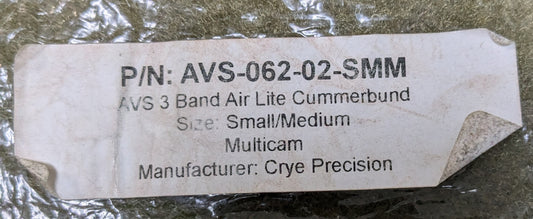 P/N: AVS-062-02-SMM
AVS 3 Band Air Lite Cummerbund
Size: Small/Medium
Multicam
Manufacturer: Crye Precision